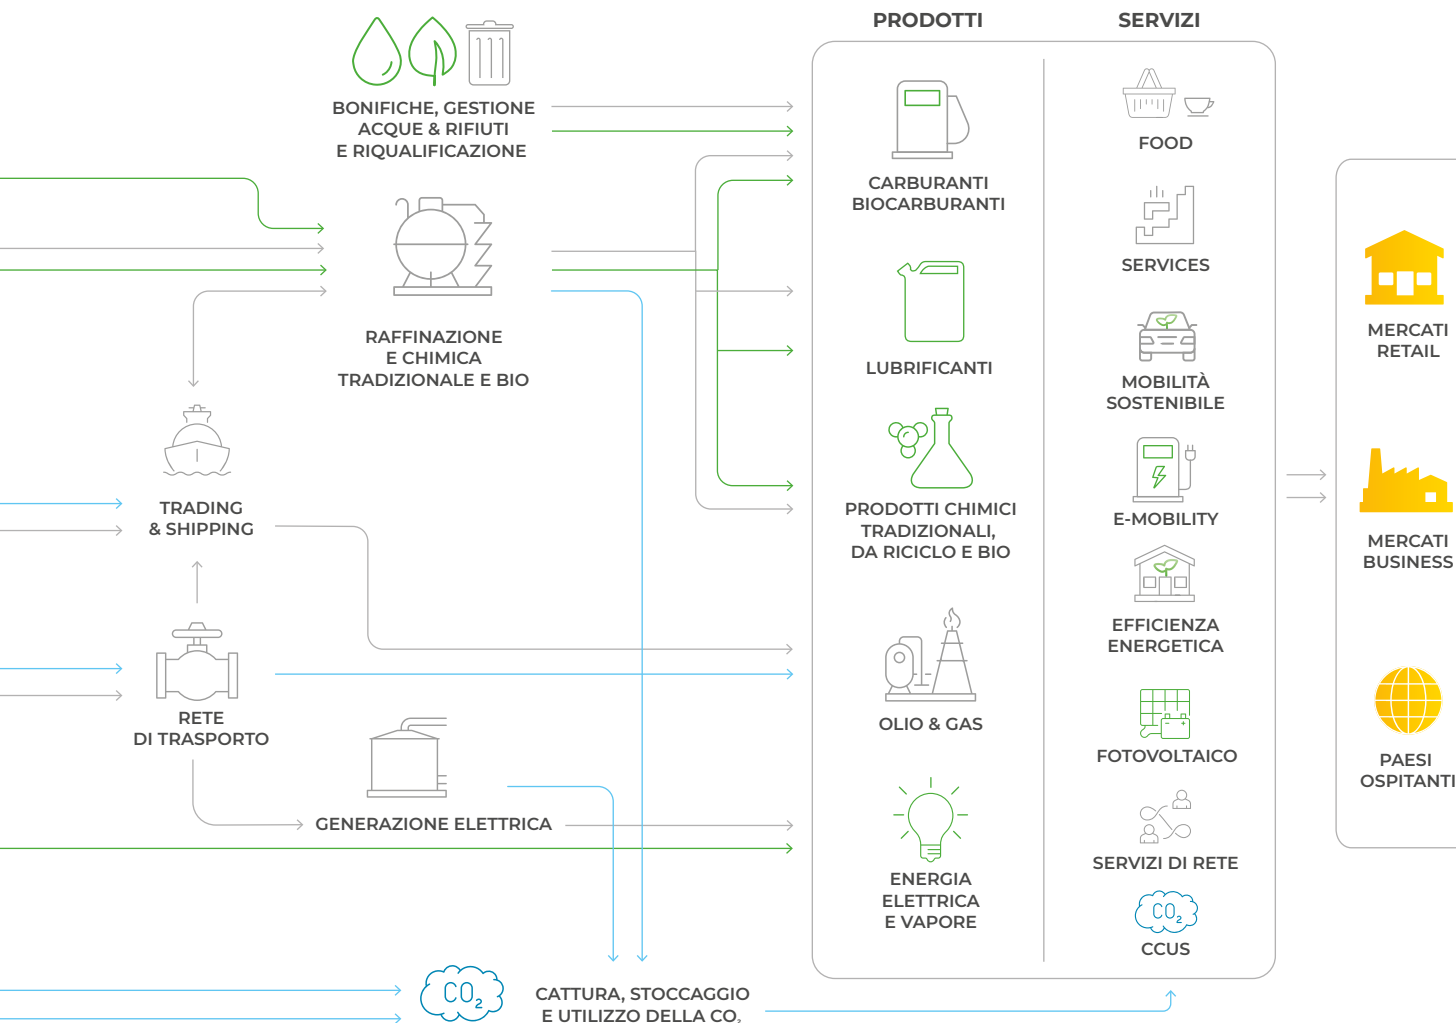 PRODOTTI
SERVIZI
BONIFICHE, GESTIONE
ACQUE & RIFIUTI
E RIQUALIFICAZIONE
RAFFINAZIONE
E CHIMICA
TRADIZIONALE E BIO
TRADING
& SHIPPING
RETE
DI TRASPORTO
GENERAZIONE ELETTRICA
CO₂
CATTURA, STOCCAGGIO
E UTILIZZO DELLA CO₂
CARBURANTI
BIOCARBURANTI
LUBRIFICANTI
PRODOTTI CHIMICI
TRADIZIONALI,
DA RICICLO E BIO
OLIO & GAS
ENERGIA
ELETTRICA
E VAPORE
FOOD
SERVICES
MOBILITÀ
SOSTENIBILE
E-MOBILITY
EFFICIENZA
ENERGETICA
FOTOVOLTAICO
SERVIZI DI RETE
CO₂
CCUS
MERCATI
RETAIL
MERCATI
BUSINESS
PAESI
OSPITANTI